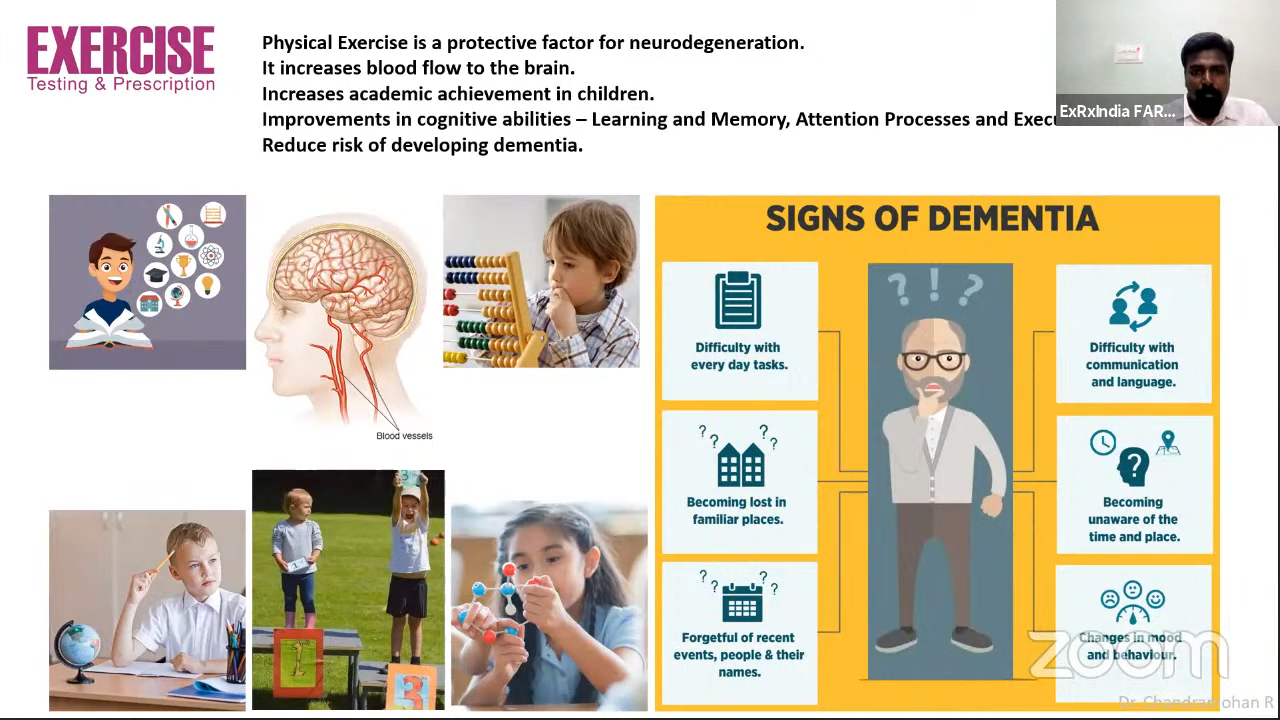 EXERCISE
Testing & Prescription
Physical Exercise is a protective factor for neurodegeneration.
It increases blood flow to the brain.
Increases academic achievement in children.
Improvements in cognitive abilities – Learning and Memory, Attention Processes and
Reduce risk of developing dementia.
ExRxIndia FAR...
Blood vessels
SIGNS OF DEMENTIA
? ! ?
Difficulty with
every day tasks.
Becoming lost in
familiar places.
Forgetful of recent
events, people & their
names.
Difficulty with
communication
and language.
Becoming
unaware of the
time and place.
Changes in mood
and behaviour.
1
3
zoom
Dr. Chandramohan R